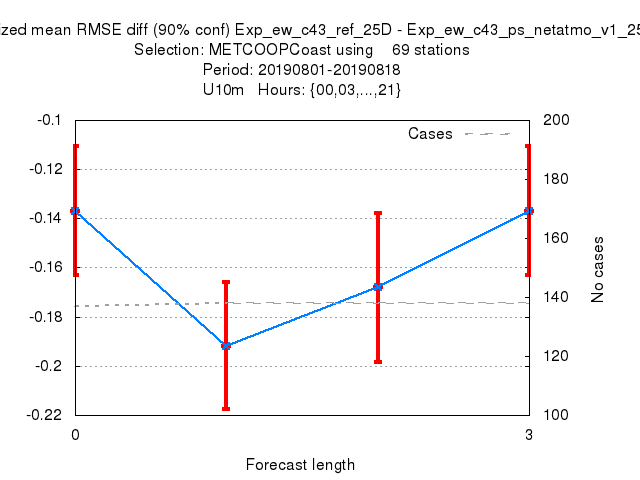 ized mean RMSE diff (90% conf) Exp_ew_c43_ref_25D - Exp_ew_c43_ps_netatmo_v1_25
Selection: METCOOPCoast using 69 stations
Period: 20190801-20190818
U10m Hours: {00,03,...,21}
-0.1 200
Cases
-0.12 180
-0.14 160
-0.16 140
-0.18 120
-0.2 100
-0.22
No cases
0 3
Forecast length